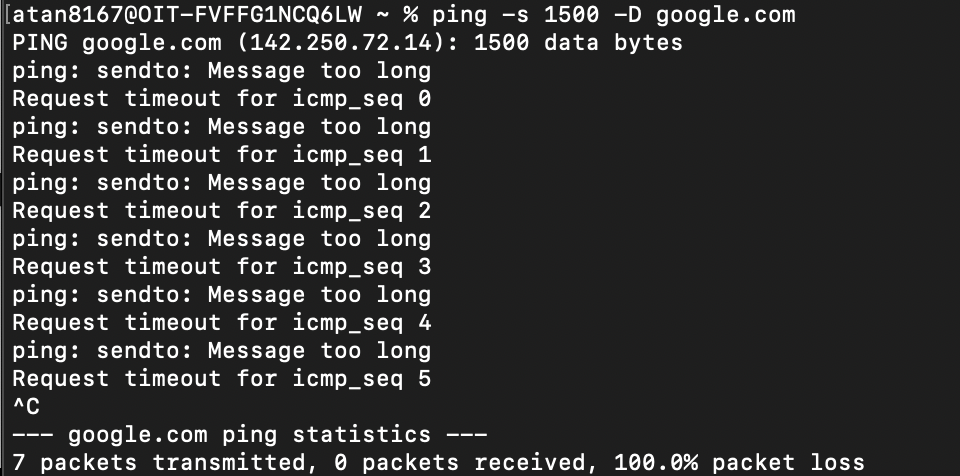 [atan8167@OIT-FVFFG1NCQ6LW ~ % ping -s 1500 -D google.com
PING google.com (142.250.72.14): 1500 data bytes
ping: sendto: Message too long
Request timeout for icmp_seq 0
ping: sendto: Message too long
Request timeout for icmp_seq 1
ping: sendto: Message too long
Request timeout for icmp_seq 2
ping: sendto: Message too long
Request timeout for icmp_seq 3
ping: sendto: Message too long
Request timeout for icmp_seq 4
ping: sendto: Message too long
Request timeout for icmp_seq 5
^C
--- google.com ping statistics ---
7 packets transmitted, 0 packets received, 100.0% packet loss